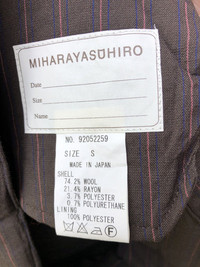 MIHARAYASUHIRO
Date
Size
Name
NO. 92052259
SIZE S
MADE IN JAPAN
SHELL
74.2% WOOL
21.4% RAYON
3.7% POLYESTER
0.7% POLYURETHANE
LINING
100% POLYESTER